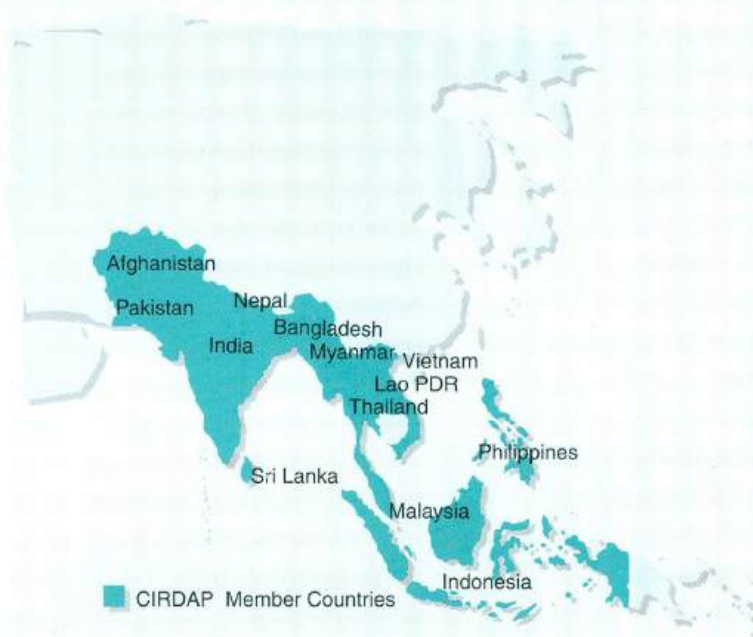 Afghanistan
Pakistan
Nepal
India
Bangladesh
Myanmar
Vietnam
Lao PDR
Thailand
Philippines
Sri Lanka
Malaysia
Indonesia
CIRDAP Member Countries